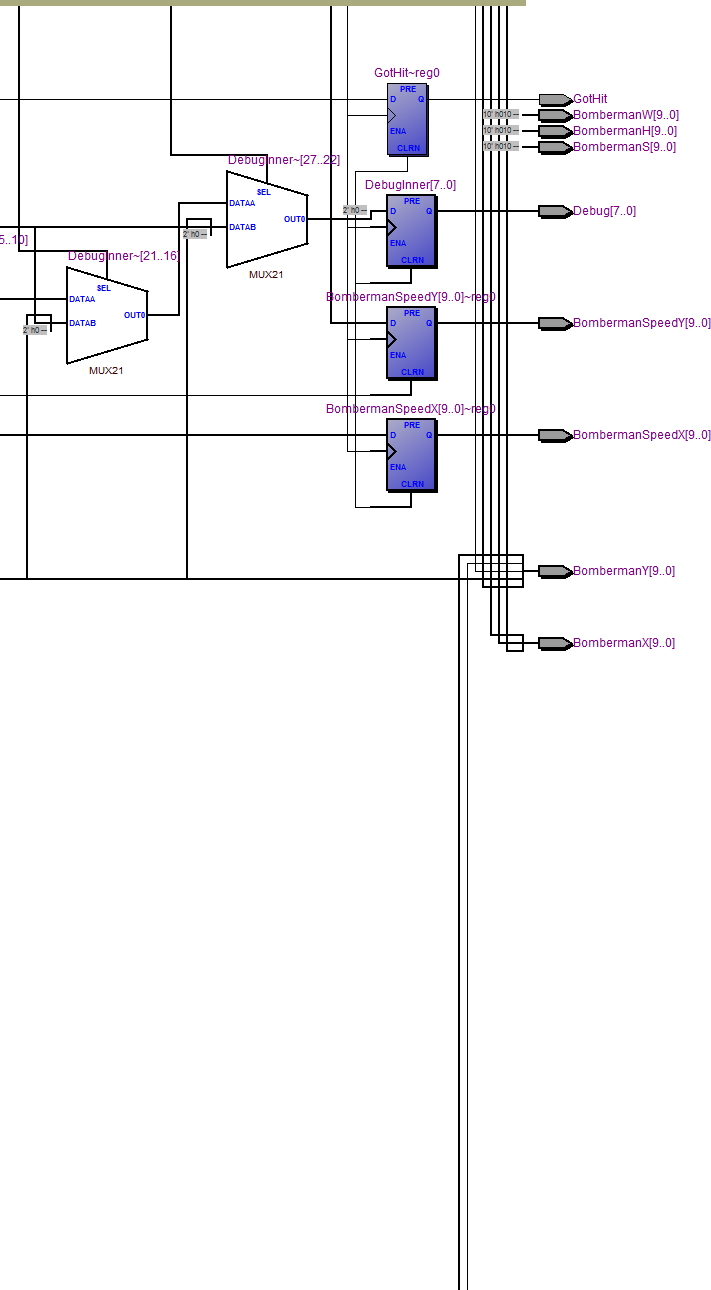 GotHit~reg0
PRE
D
Q
ENA
CLRN
GotHit
10' h010 --
BombermanW[9..0]
10' h010 --
BombermanH[9..0]
10' h010 --
BombermanS[9..0]
DebugInner~[27..22]
SEL
DATAA
DATAB
OUT0
MUX21
2' h0 --
DebugInner[7..0]
2' h0 --
PRE
D
Q
ENA
CLRN
Debug[7..0]
5..10]
DebugInner~[21..16]
SEL
DATAA
DATAB
OUT0
MUX21
2' h0 --
BombermanSpeedY[9..0]~reg0
PRE
D
Q
ENA
CLRN
BombermanSpeedY[9..0]
BombermanSpeedX[9..0]~reg0
PRE
D
Q
ENA
CLRN
BombermanSpeedX[9..0]
BombermanY[9..0]
BombermanX[9..0]